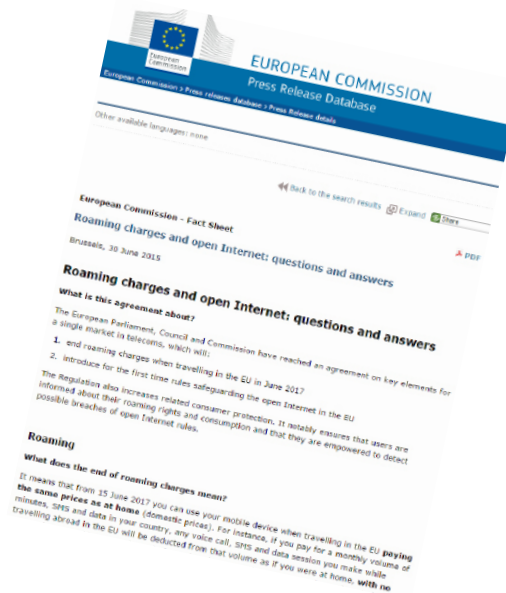 European
Commission
EUROPEAN COMMISSION
Press Release Database
European Commission > Press releases database > Press Release details
Other available languages: none
Back to the search results Expand Share
PDF
European Commission - Fact Sheet
Roaming charges and open Internet: questions and answers
Brussels, 30 June 2015
Roaming charges and open Internet: questions and answers
What is this agreement about?
The European Parliament, Council and Commission have reached an agreement on key elements for
a single market in telecoms, which will:
1. end roaming charges when travelling in the EU in June 2017
2. introduce for the first time rules safeguarding the open Internet in the EU
The Regulation also increases related consumer protection. It notably ensures that users are
informed about their roaming rights and consumption and that they are empowered to detect
possible breaches of open Internet rules.
Roaming
What does the end of roaming charges mean?
It means that from 15 June 2017 you can use your mobile device when travelling in the EU paying
the same prices as at home (domestic prices). For instance, if you pay for a monthly volume of
minutes, SMS and data in your country, any voice call, SMS and data session you make while
travelling abroad in the EU will be deducted from that volume as if you were at home, with no